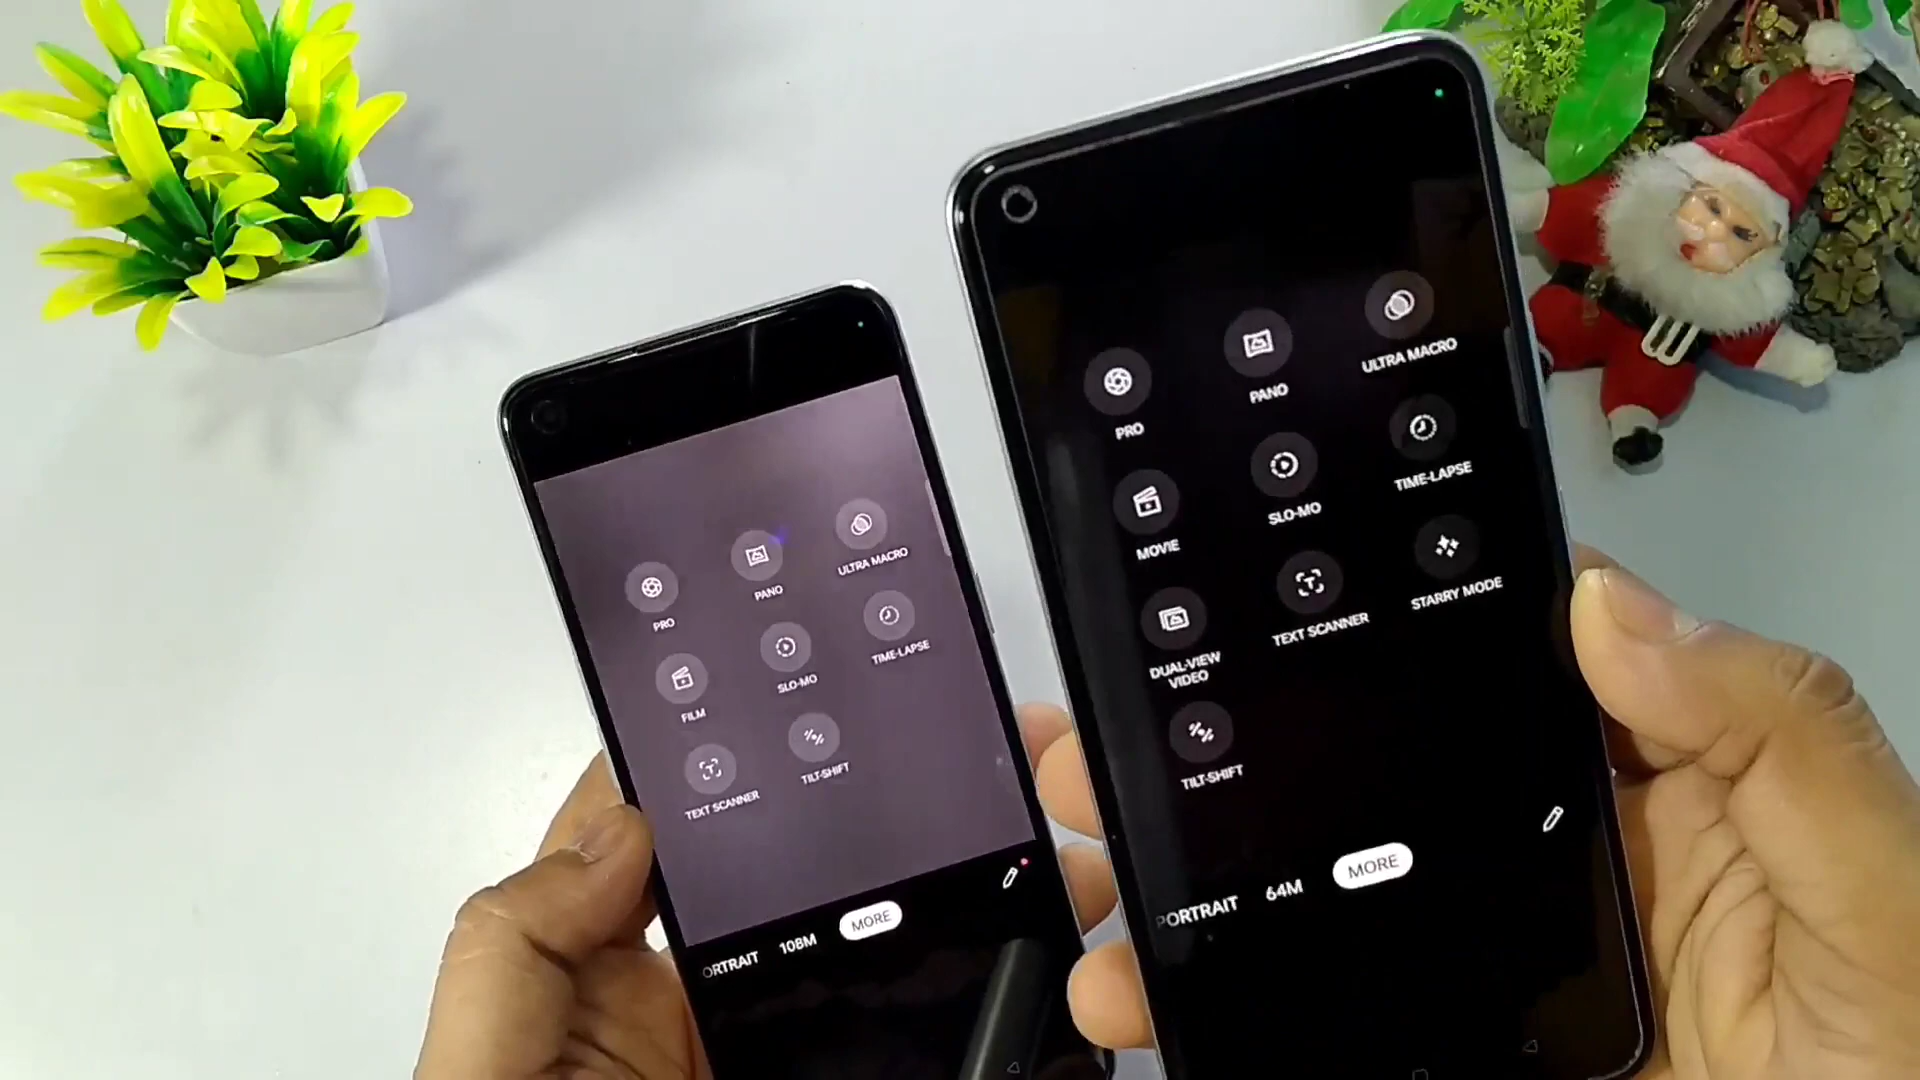 PRO
PANO
ULTRA MACRO
FILM
SLO-MO
TIME-LAPSE
TEXT SCANNER
TILT-SHIFT
ORTRAIT
108M
MORE
PRO
PANO
ULTRA MACRO
MOVIE
SLO-MO
TIME-LAPSE
DUAL-VIEW
VIDEO
TEXT SCANNER
STARRY MODE
TILT-SHIFT
PORTRAIT
64M
MORE